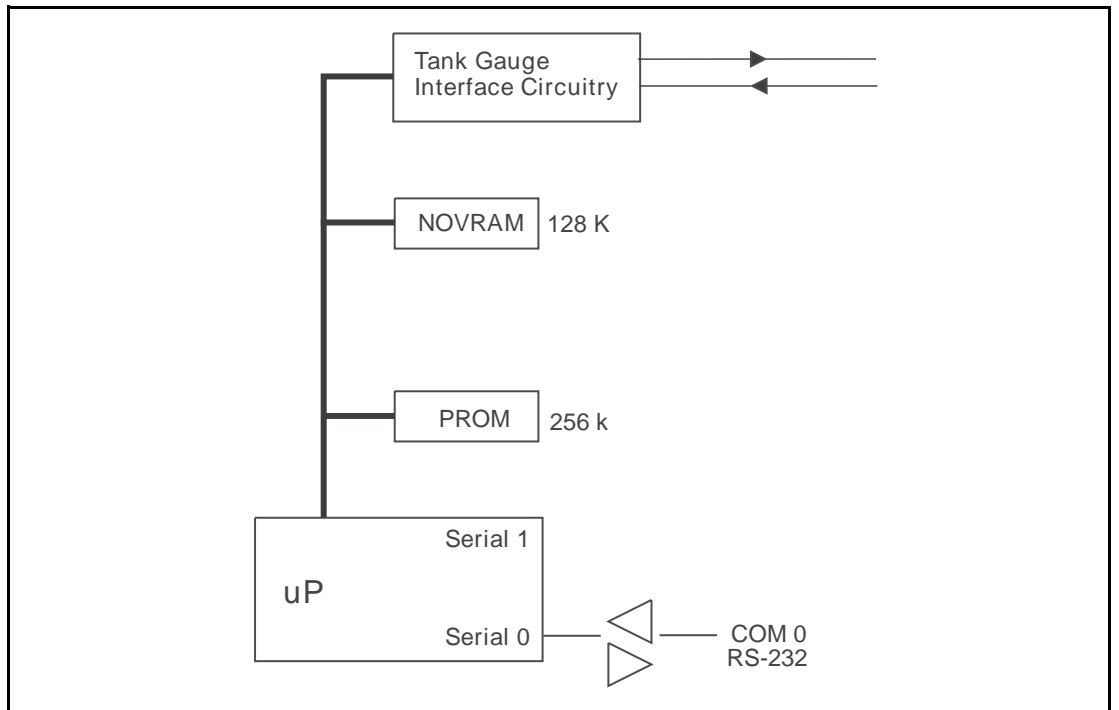 Tank Gauge
Interface Circuitry
NOVRAM 128 K
PROM 256 k
Serial 1
uP
Serial 0
COM 0
RS-232